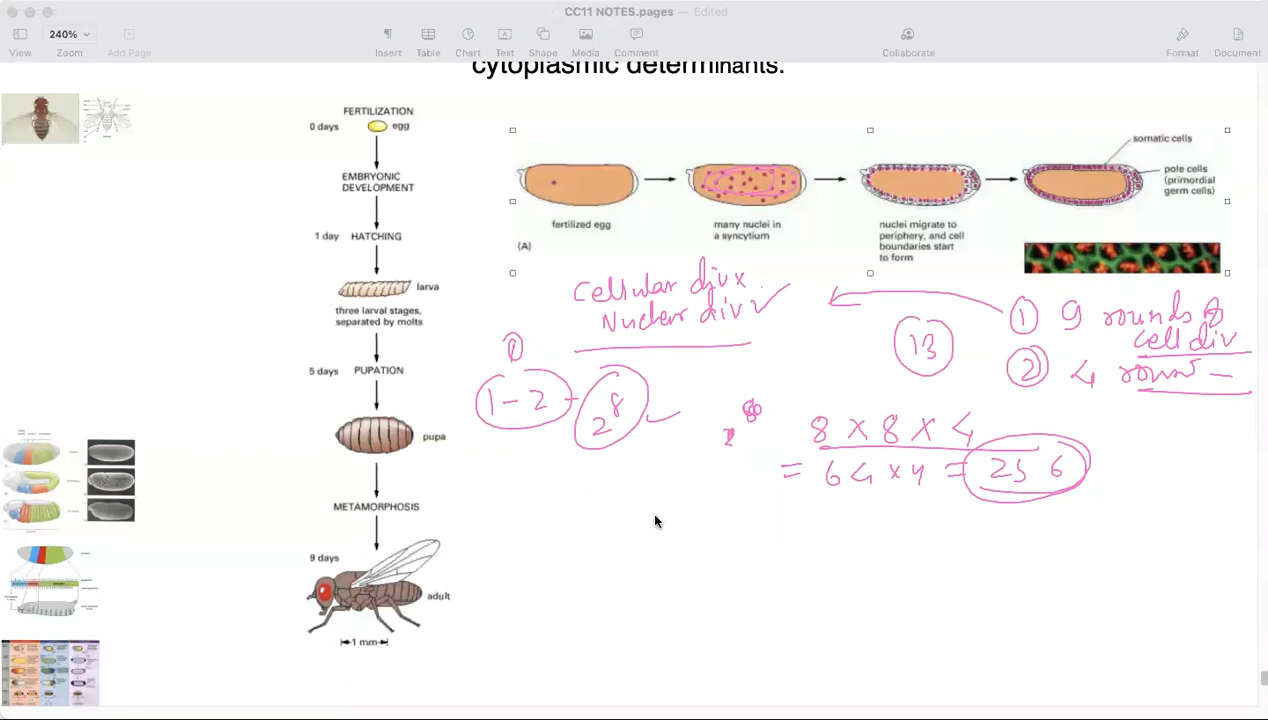 CC11 NOTES.pages — Edited
240%
View
Zoom
Add Page
Insert
Table
Chart
Text
Shape
Media
Comment
Collaborate
Format
Document
cytoplasmic determinants.
FERTILIZATION
0 days
egg
EMBRYONIC
DEVELOPMENT
1 day
HATCHING
larva
three larval stages,
separated by molts
5 days
PUPATION
pupa
METAMORPHOSIS
9 days
adult
1 mm
somatic cells
pole cells
(primordial
germ cells)
fertilized egg
many nuclei in
a syncytium
nuclei migrate to
periphery, and cell
boundaries start
to form
(A)
Cellular div x
Nuclear div ✓
① 9 rounds of
cell div
② 4 round —
13
①
1 - 2 - 2⁸ ✓
8 x 8 x 4
= 64 x 4 = 256